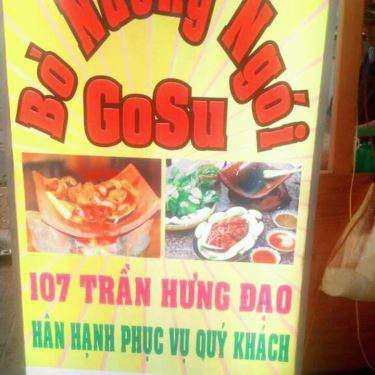 Bò Nướng Ngói
GoSu
107 TRẦN HƯNG ĐẠO
HÂN HẠNH PHỤC VỤ QUÝ KHÁCH